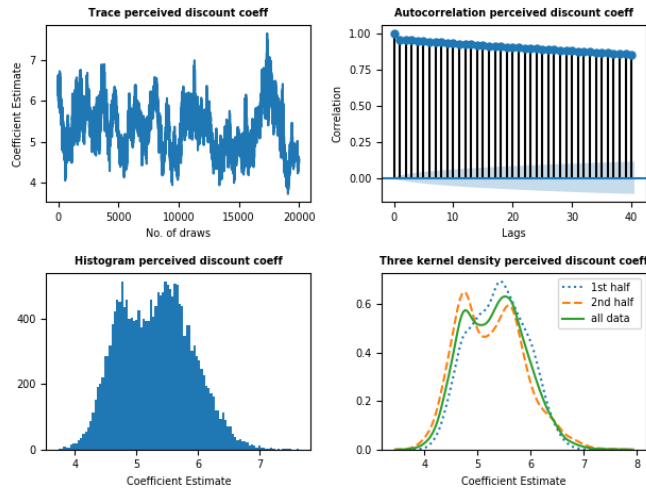 Trace perceived discount coeff
7
6
5
4
Coefficient Estimate
0 5000 10000 15000 20000
No. of draws
Autocorrelation perceived discount coeff
1.00
0.75
0.50
0.25
0.00
Correlation
0 10 20 30 40
Lags
Histogram perceived discount coeff
400
200
0
4 5 6 7
Coefficient Estimate
Three kernel density perceived discount coeff
0.6
0.4
0.2
0.0
1st half
2nd half
all data
4 5 6 7 8
Coefficient Estimate